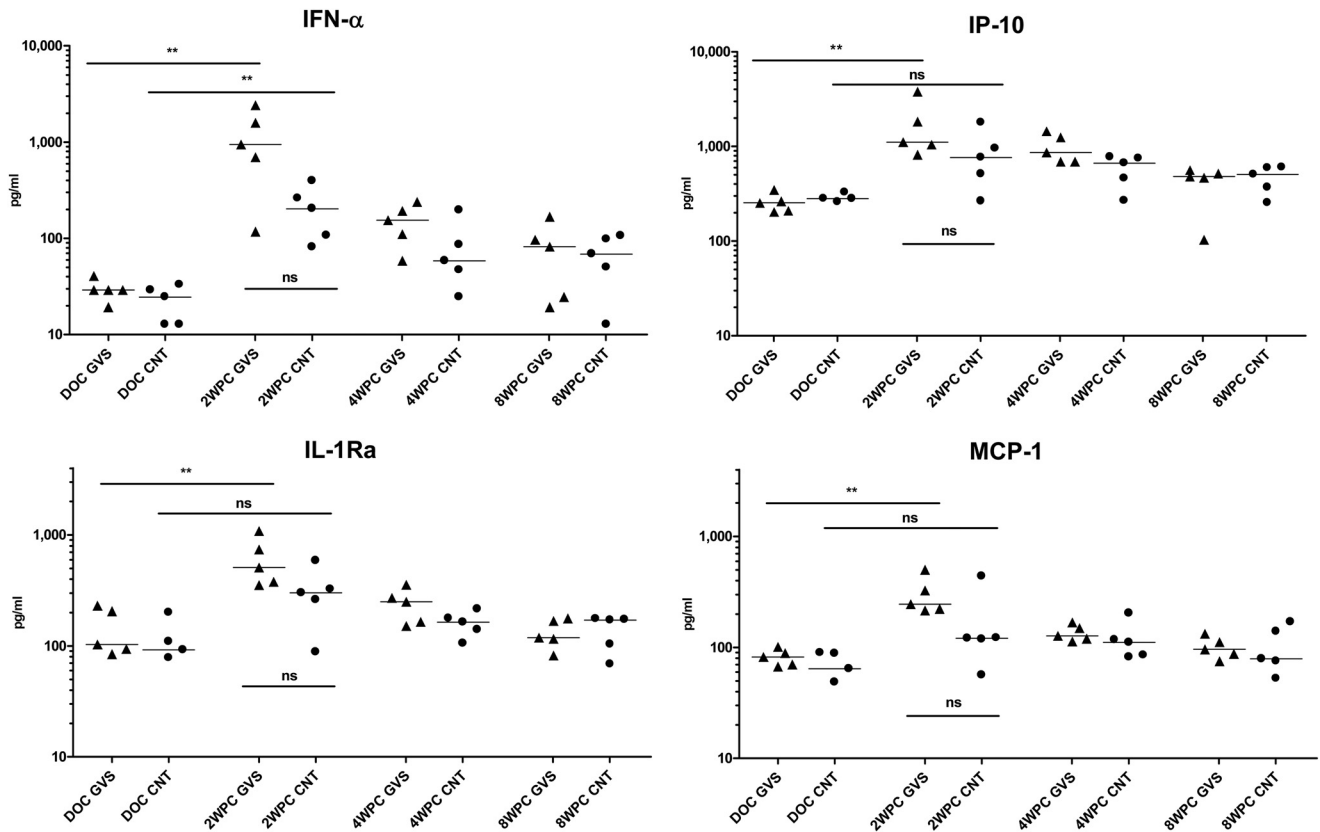 IFN-α
10,000
1,000
100
10
pg/ml
**
**
ns
DOC GVS
DOC CNT
2WPC GVS
2WPC CNT
4WPC GVS
4WPC CNT
8WPC GVS
8WPC CNT
IP-10
10,000
1,000
100
10
pg/ml
**
ns
ns
DOC GVS
DOC CNT
2WPC GVS
2WPC CNT
4WPC GVS
4WPC CNT
8WPC GVS
8WPC CNT
IL-1Ra
1,000
100
10
pg/ml
**
ns
ns
DOC GVS
DOC CNT
2WPC GVS
2WPC CNT
4WPC GVS
4WPC CNT
8WPC GVS
8WPC CNT
MCP-1
1,000
100
10
pg/ml
**
ns
ns
DOC GVS
DOC CNT
2WPC GVS
2WPC CNT
4WPC GVS
4WPC CNT
8WPC GVS
8WPC CNT